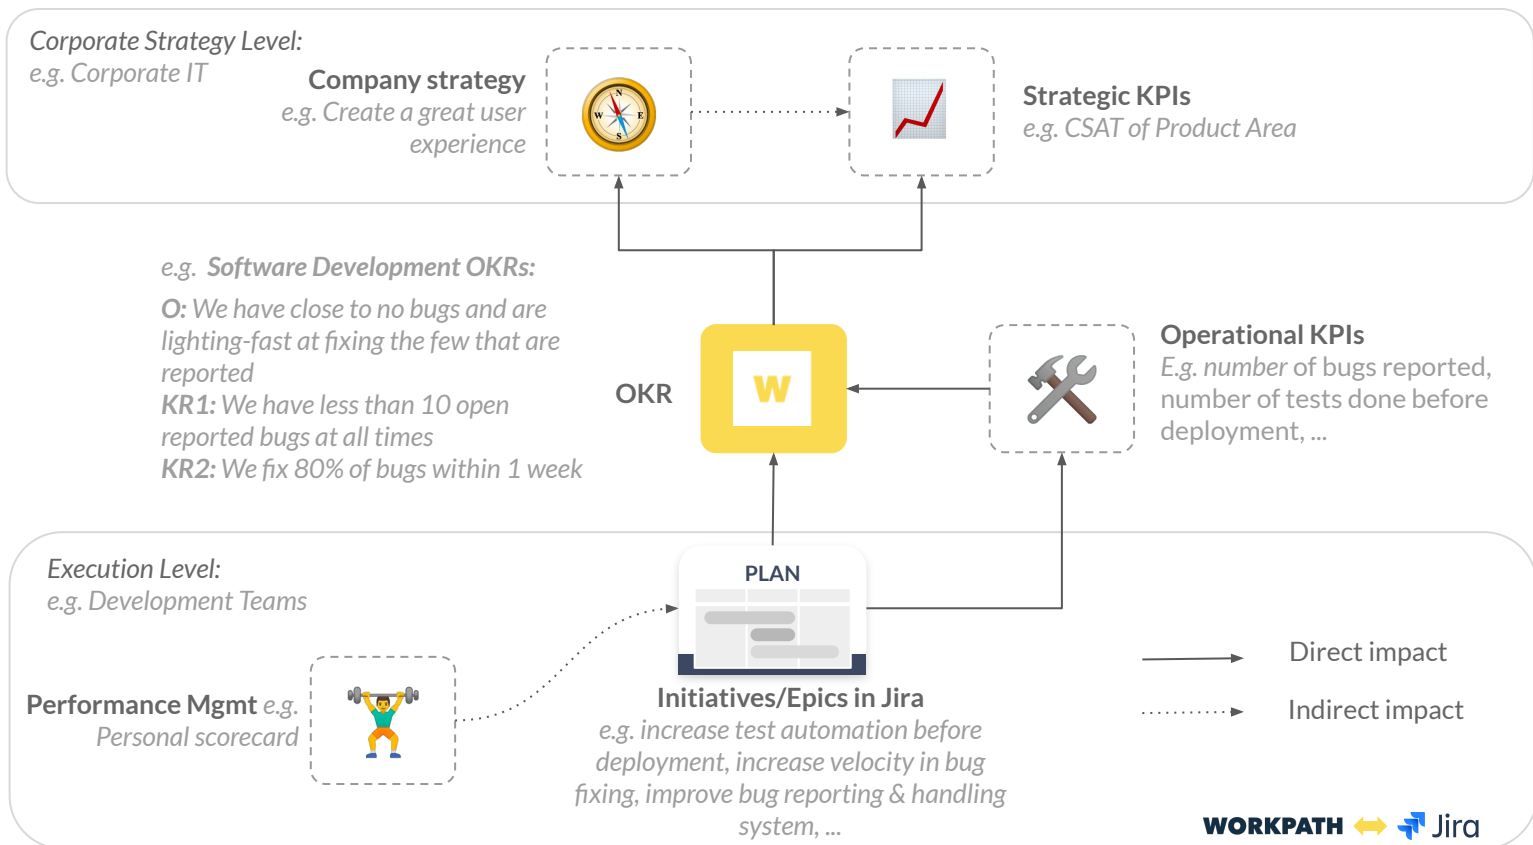 Corporate Strategy Level:
e.g. Corporate IT
Company strategy
e.g. Create a great user
experience
N
W E
S
Strategic KPIs
e.g. CSAT of Product Area
e.g. Software Development OKRs:
O: We have close to no bugs and are
lighting-fast at fixing the few that are
reported
KR1: We have less than 10 open
reported bugs at all times
KR2: We fix 80% of bugs within 1 week
OKR
W
Operational KPIs
E.g. number of bugs reported,
number of tests done before
deployment, ...
Execution Level:
e.g. Development Teams
PLAN
Performance Mgmt e.g.
Personal scorecard
Initiatives/Epics in Jira
e.g. increase test automation before
deployment, increase velocity in bug
fixing, improve bug reporting & handling
system, ...
Direct impact
Indirect impact
WORKPATH Jira